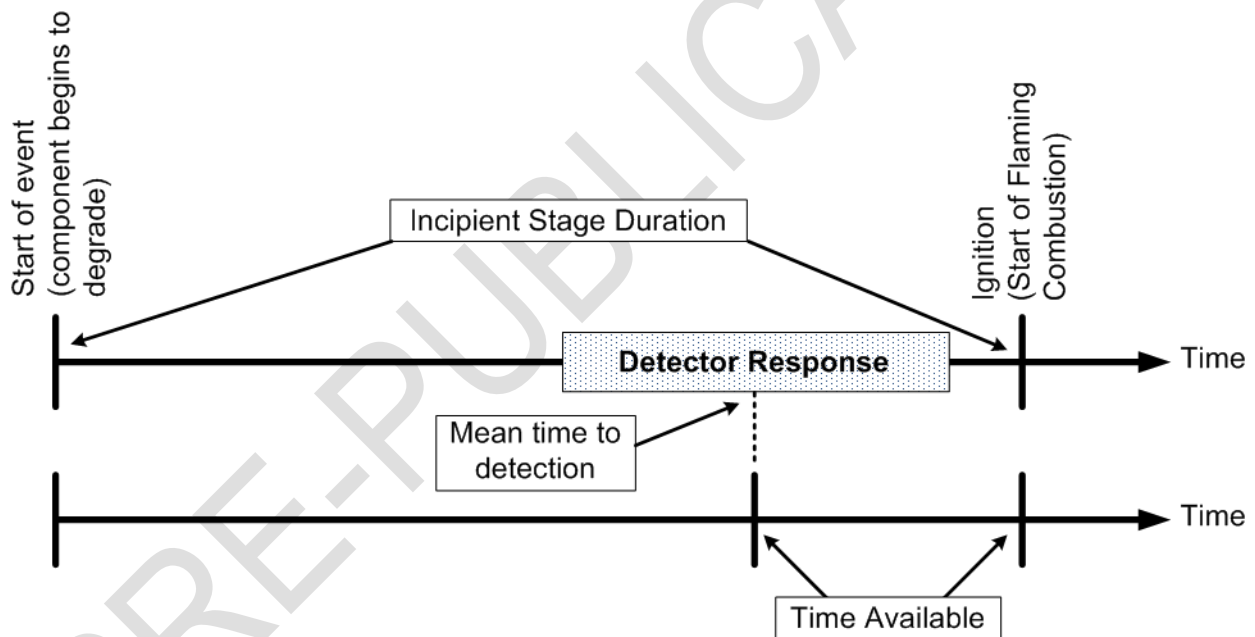 Start of event
(component begins to
degrade)
Incipient Stage Duration
Ignition
(Start of Flaming
Combustion)
Detector Response
Time
Mean time to
detection
Time
Time Available
PRE-PUBLICA